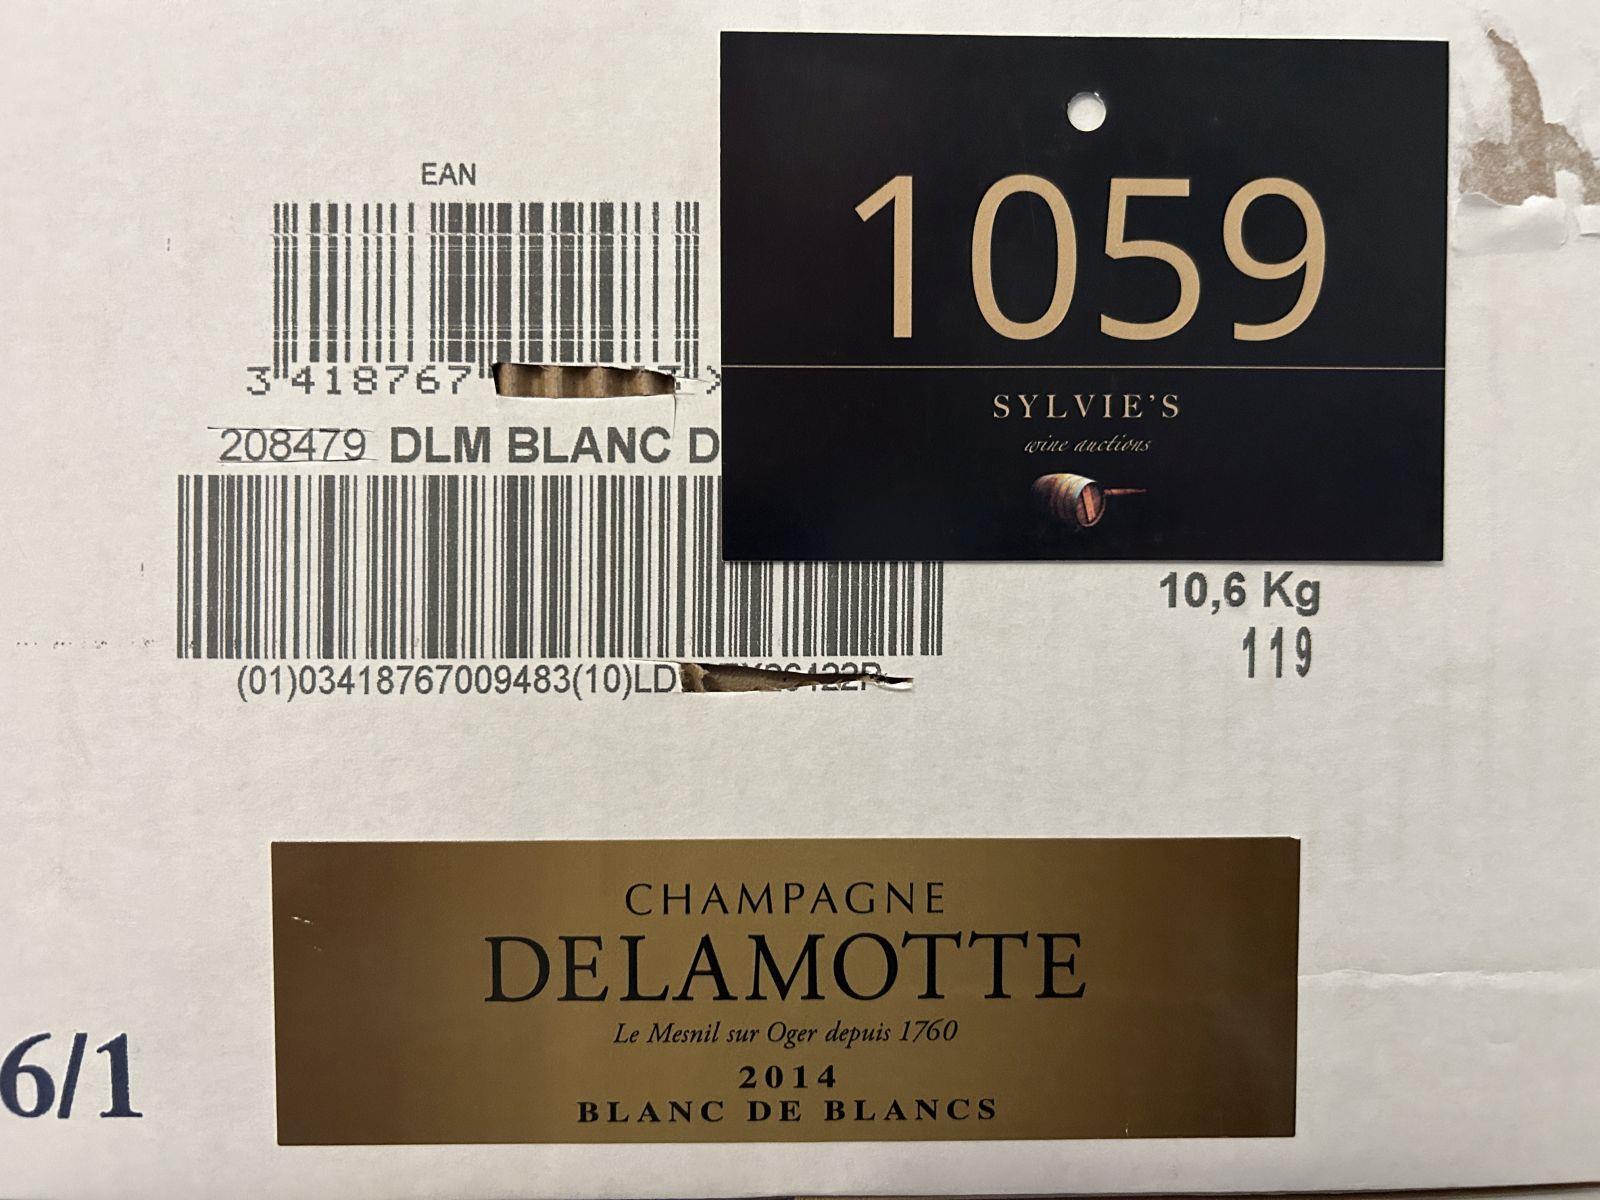 EAN
3 418767
1059
SYLVIE'S
wine auctions
208479 DLM BLANC D
10,6 Kg
119
(01)03418767009483(10)LD
CHAMPAGNE
DELAMOTTE
Le Mesnil sur Oger depuis 1760
2014
BLANC DE BLANCS
6/1